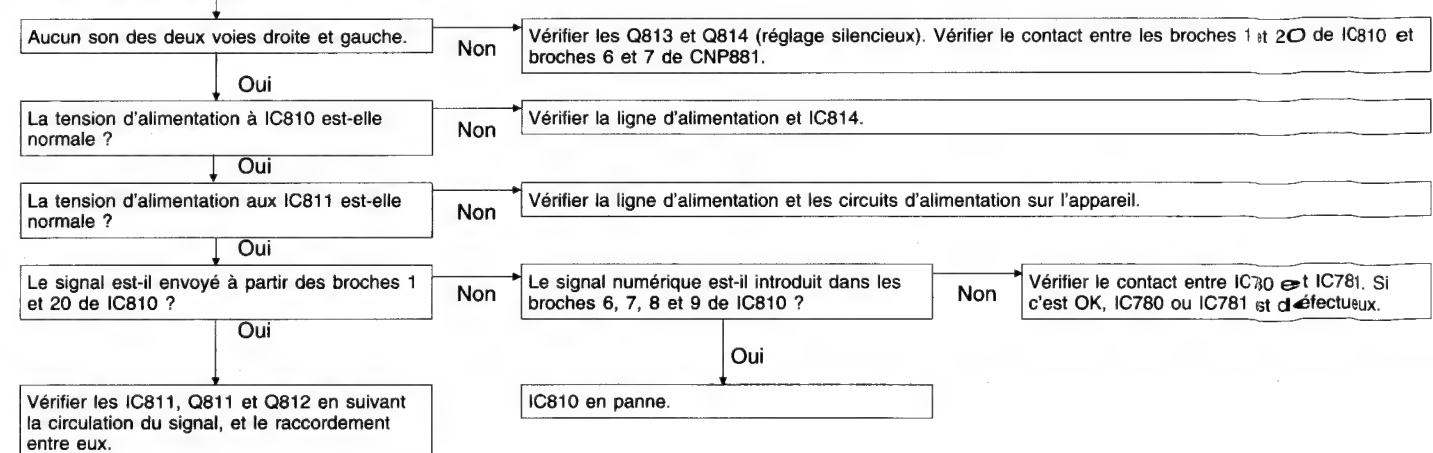 Aucun son des deux voies droite et gauche.
Non
Vérifier les Q813 et Q814 (réglage silencieux). Vérifier le contact entre les broches 1 et 20 de IC810 et
broches 6 et 7 de CNP881.
Oui
La tension d'alimentation à IC810 est-elle
normale ?
Non
Vérifier la ligne d'alimentation et IC814.
Oui
La tension d'alimentation aux IC811 est-elle
normale ?
Non
Vérifier la ligne d'alimentation et les circuits d'alimentation sur l'appareil.
Oui
Le signal est-il envoyé à partir des broches 1
et 20 de IC810 ?
Non
Le signal numérique est-il introduit dans les
broches 6, 7, 8 et 9 de IC810 ?
Non
Vérifier le contact entre IC780 et IC781. Si
c'est OK, IC780 ou IC781 est défectueux.
Oui
Oui
Vérifier les IC811, Q811 et Q812 en suivant
la circulation du signal, et le raccordement
entre eux.
IC810 en panne.